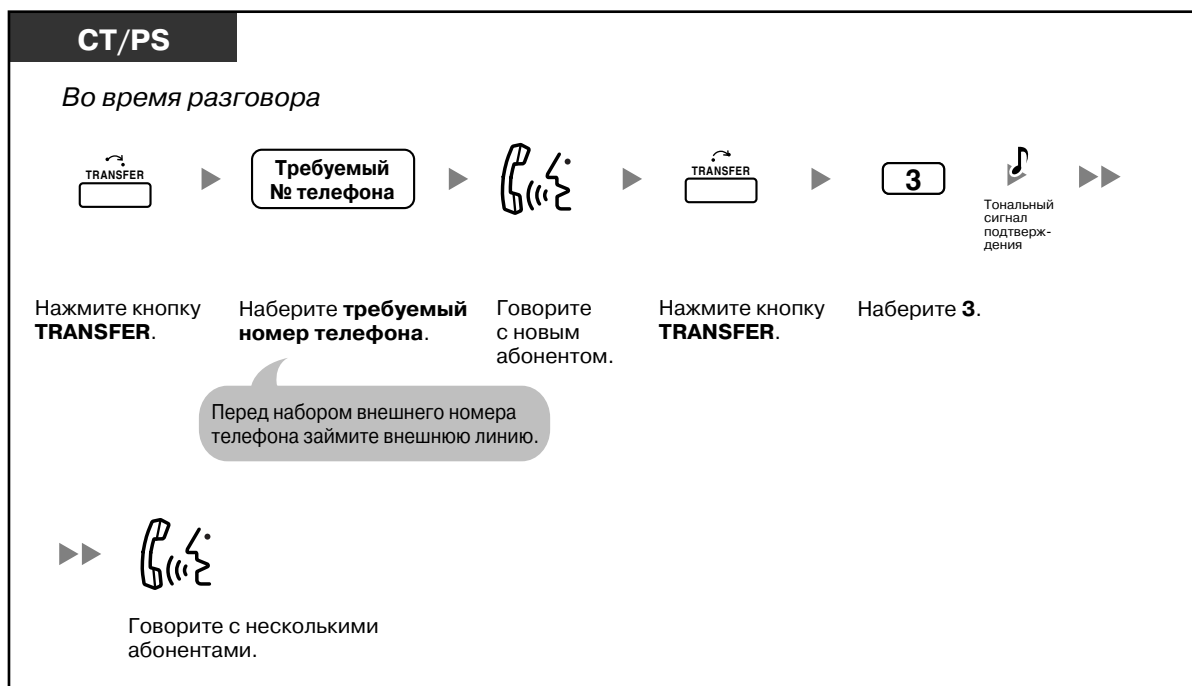 CT/PS
Во время разговора
TRANSFER
Требуемый
№ телефона
TRANSFER
3
Тональный
сигнал
подтверж-
дения
Нажмите кнопку
TRANSFER.
Наберите требуемый
номер телефона.
Говорите
с новым
абонентом.
Нажмите кнопку
TRANSFER.
Наберите 3.
Перед набором внешнего номера
телефона займите внешнюю линию.
Говорите с несколькими
абонентами.